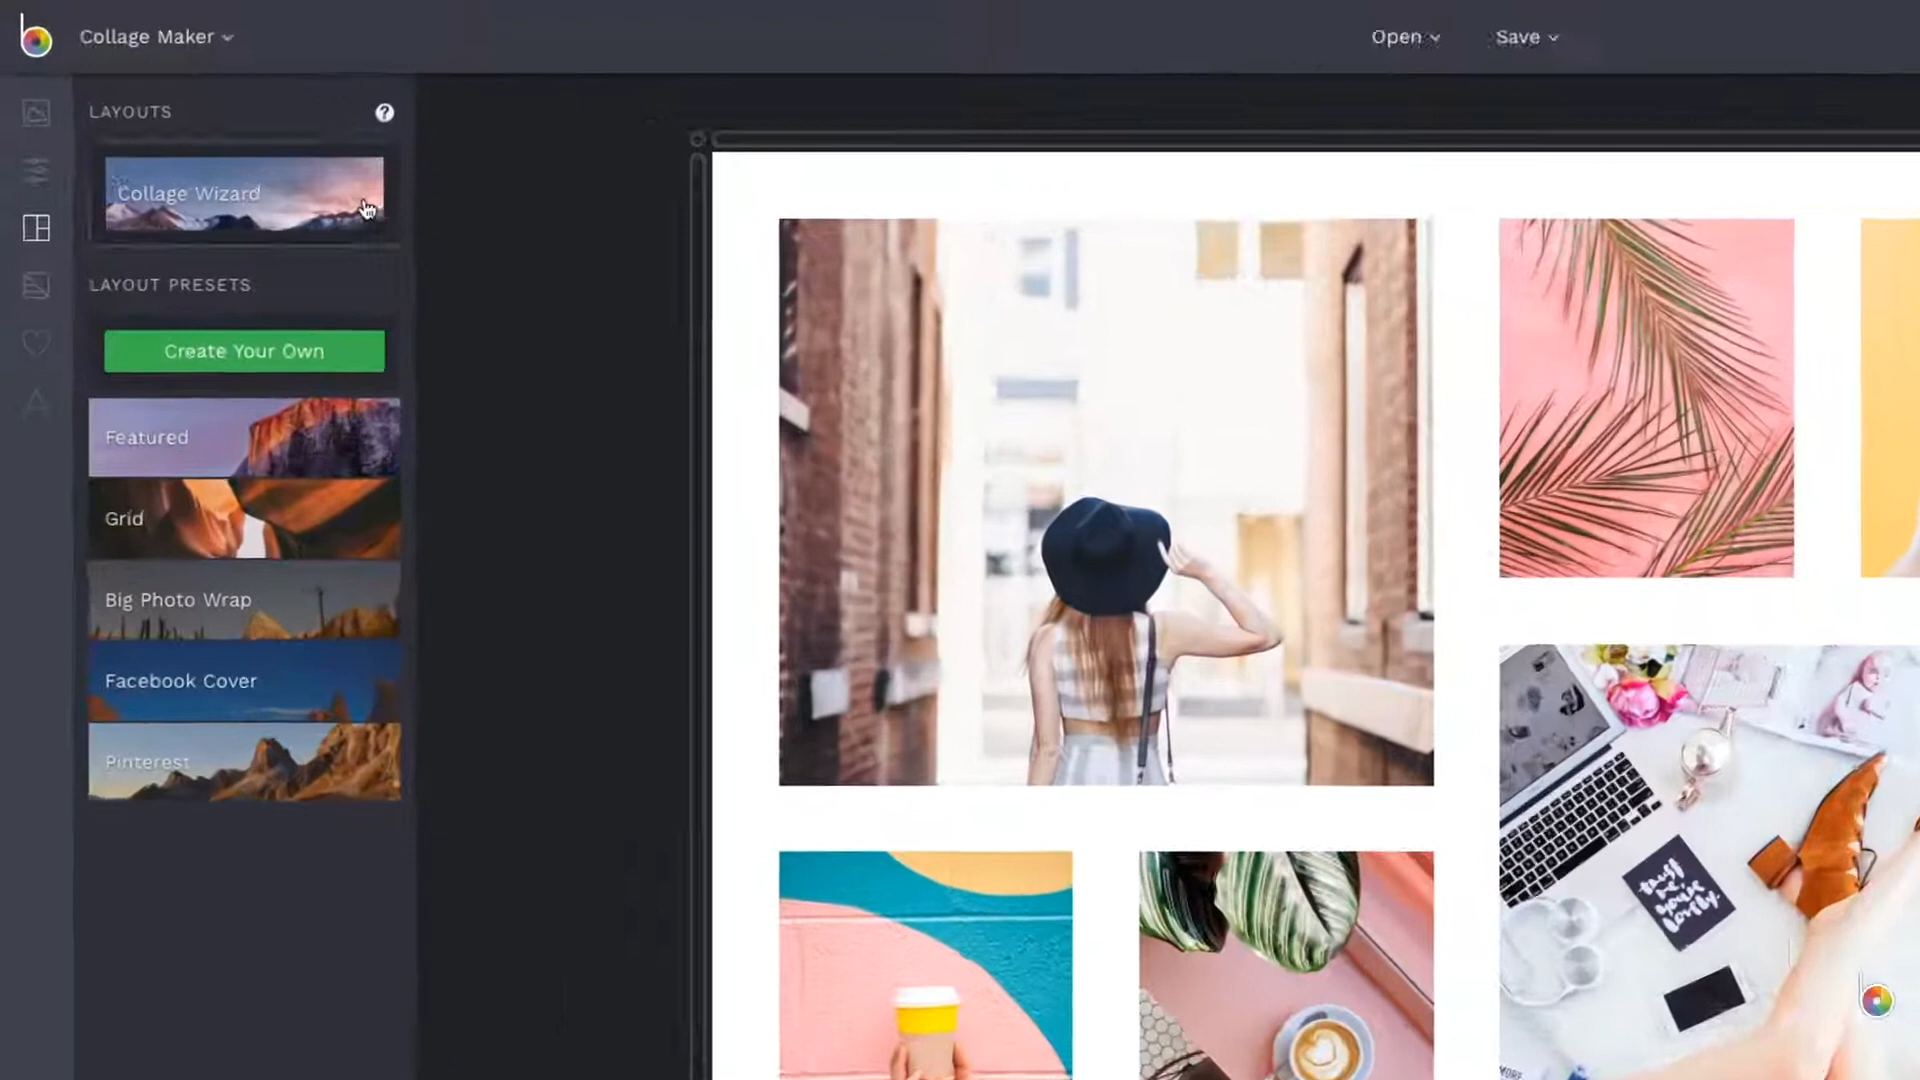 Collage Maker
Open
Save
LAYOUTS
?
Collage Wizard
LAYOUT PRESETS
Create Your Own
Featured
Grid
Big Photo Wrap
Facebook Cover
Pinterest
MORE